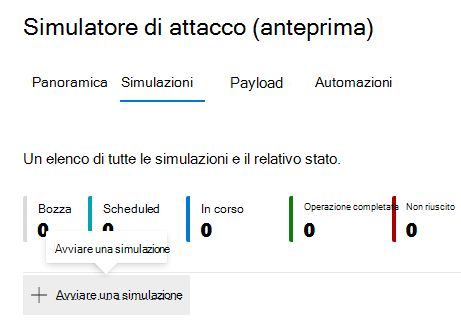 Simulatore di attacco (anteprima)
Panoramica Simulazioni Payload Automazioni
Un elenco di tutte le simulazioni e il relativo stato.
Bozza Scheduled In corso Operazione completata Non riuscito
0 0 0 0 0
Avviare una simulazione
Avviare una simulazione